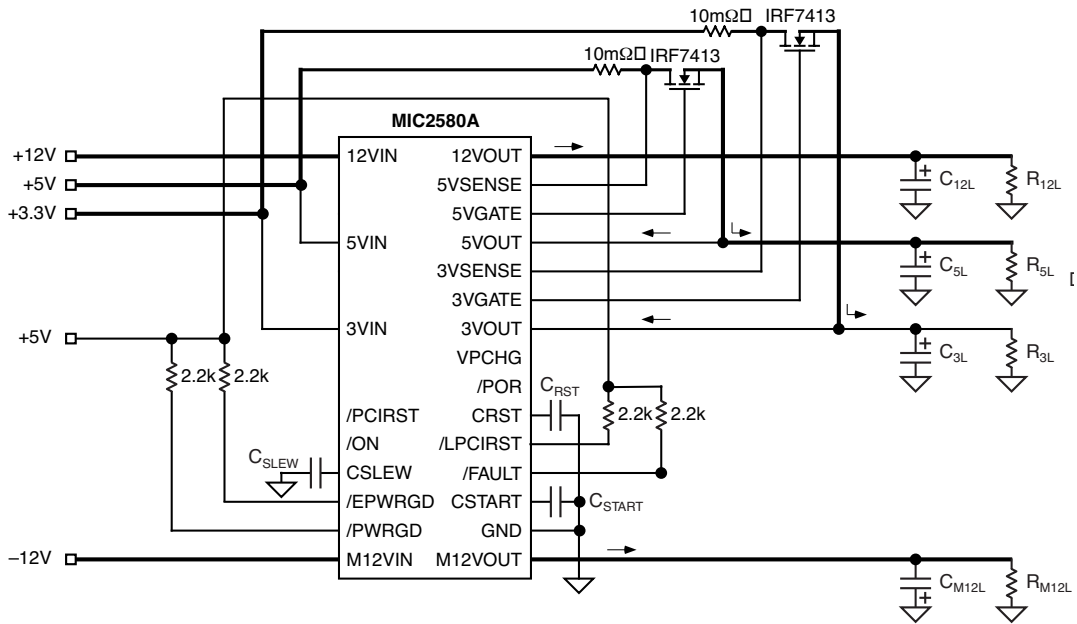 10mΩ□ IRF7413
10mΩ□ IRF7413
MIC2580A
+12V
+5V
+3.3V
+5V
–12V
12VIN
5VIN
3VIN
/PCIRST
/ON
CSLEW
/EPWRGD
/PWRGD
M12VIN
12VOUT
5VSENSE
5VGATE
5VOUT
3VSENSE
3VGATE
3VOUT
VPCHG
/POR
CRST
/LPCIRST
/FAULT
CSTART
GND
M12VOUT
2.2k
2.2k
CSLEW
CRST
2.2k
2.2k
CSTART
+
C12L
R12L
+
C5L
R5L
□
+
C3L
R3L
CM12L
+
RM12L